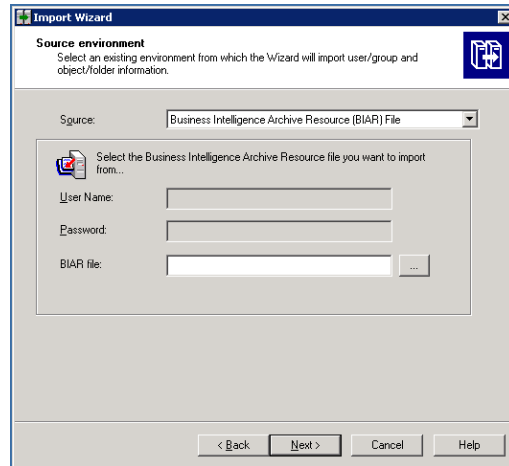 Import Wizard
Source environment
Select an existing environment from which the Wizard will import user/group and
object/folder information.
Source:
Business Intelligence Archive Resource (BIAR) File
Select the Business Intelligence Archive Resource file you want to import
from...
User Name:
Password:
BIAR file:
...
< Back
Next >
Cancel
Help